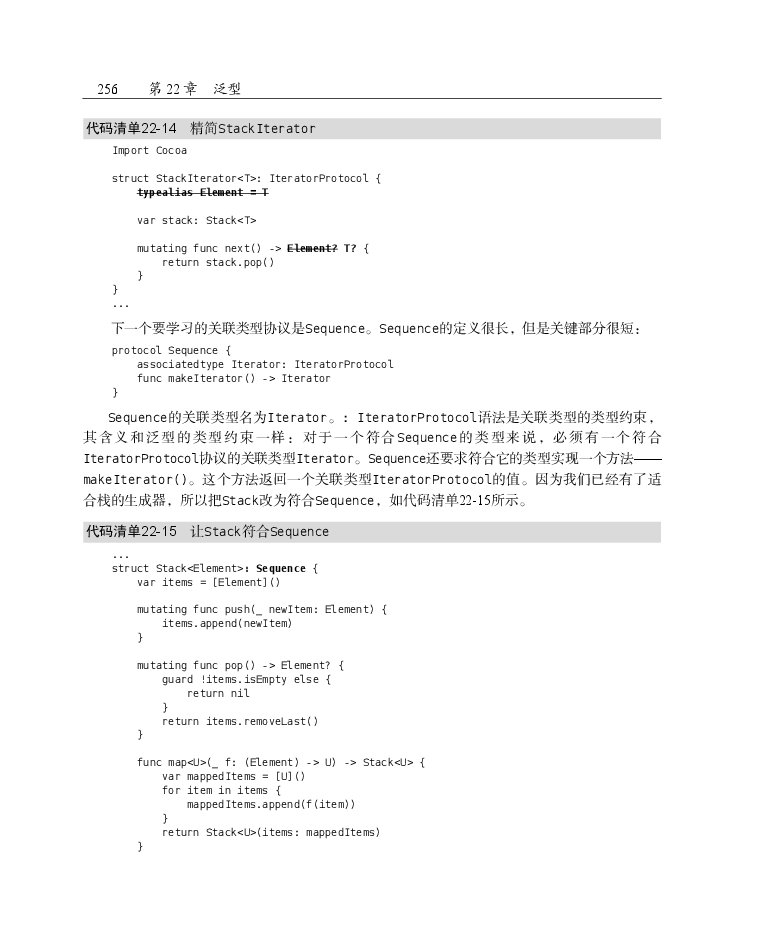 256 第 22 章 泛型
代码清单22-14 精简StackIterator
Import Cocoa
struct StackIterator<T>: IteratorProtocol {
typealias Element = T
var stack: Stack<T>
mutating func next() -> Element? T? {
return stack.pop()
}
}
...
下一个要学习的关联类型协议是Sequence。Sequence的定义很长，但是关键部分很短：
protocol Sequence {
associatedtype Iterator: IteratorProtocol
func makeIterator() -> Iterator
}
Sequence的关联类型名为Iterator。: IteratorProtocol语法是关联类型的类型约束，
其含义和泛型的类型约束一样：对于一个符合Sequence的类型来说，必须有一个符合
IteratorProtocol协议的关联类型Iterator。Sequence还要求符合它的类型实现一个方法——
makeIterator()。这个方法返回一个关联类型IteratorProtocol的值。因为我们已经有了适
合栈的生成器，所以把Stack改为符合Sequence，如代码清单22-15所示。
代码清单22-15 让Stack符合Sequence
...
struct Stack<Element>: Sequence {
var items = [Element]()
mutating func push(_ newItem: Element) {
items.append(newItem)
}
mutating func pop() -> Element? {
guard !items.isEmpty else {
return nil
}
return items.removeLast()
}
func map<U>(_ f: (Element) -> U) -> Stack<U> {
var mappedItems = [U]()
for item in items {
mappedItems.append(f(item))
}
return Stack<U>(items: mappedItems)
}